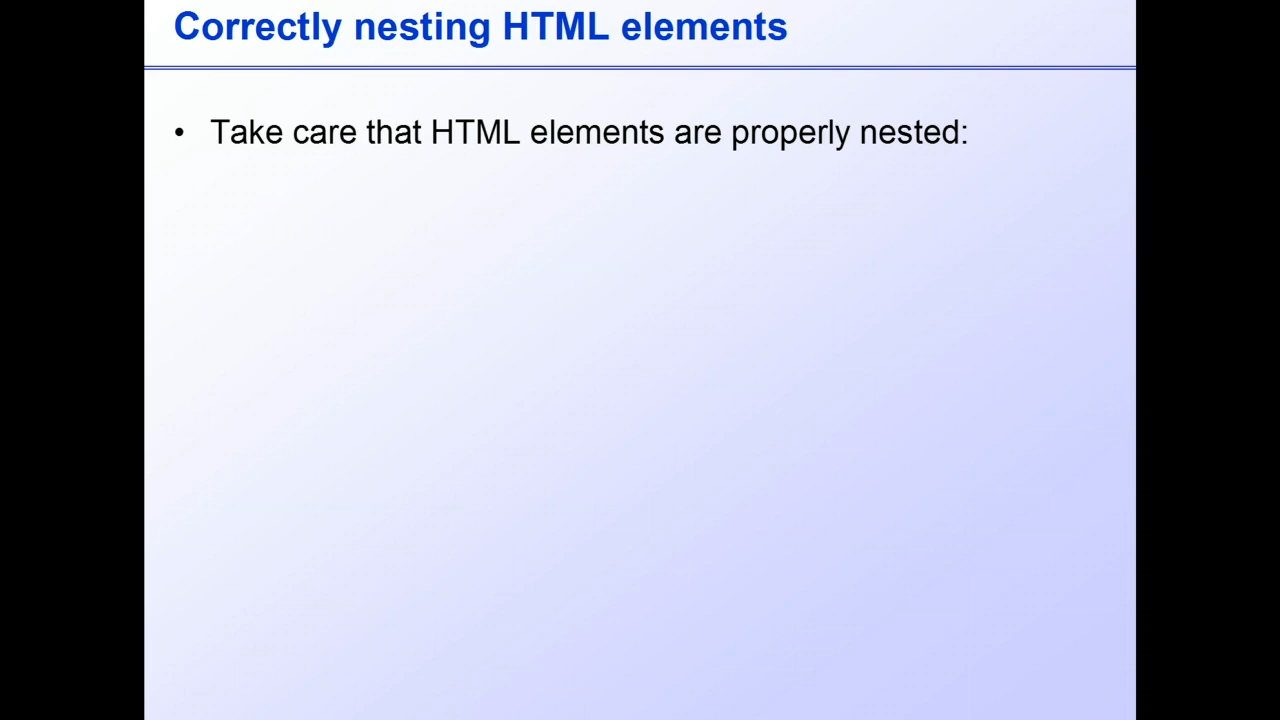 Correctly nesting HTML elements
• Take care that HTML elements are properly nested: